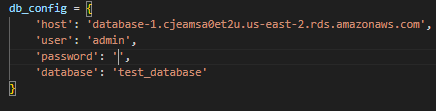 db_config = {
'host': 'database-1.cjeamsa0et2u.us-east-2.rds.amazonaws.com',
'user': 'admin',
'password': '',
'database': 'test_database'
}